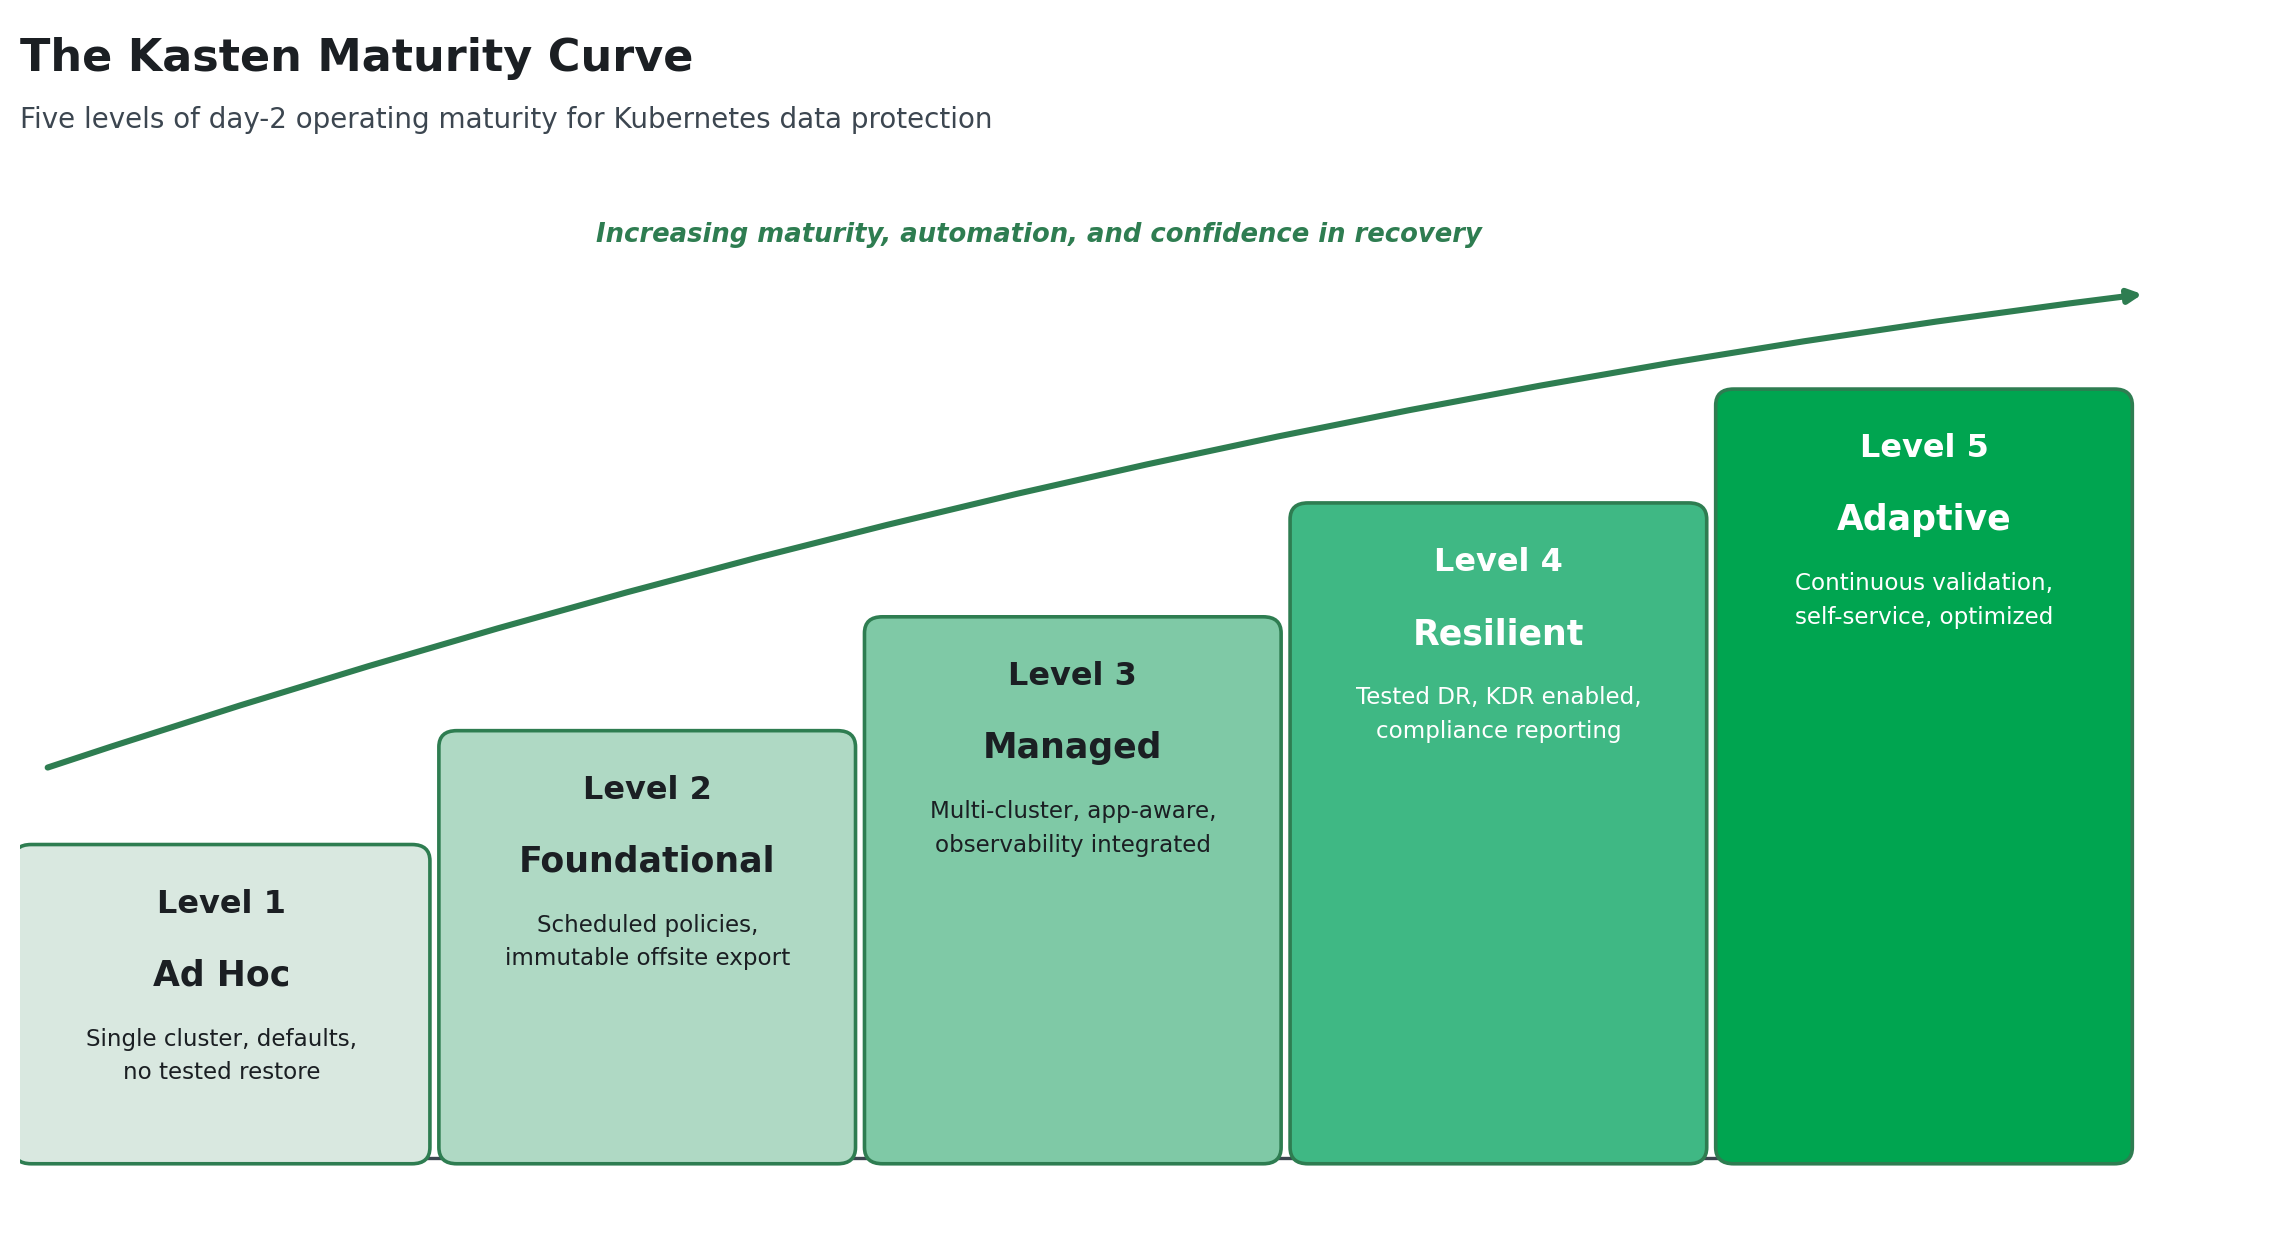 The Kasten Maturity Curve
Five levels of day-2 operating maturity for Kubernetes data protection
Increasing maturity, automation, and confidence in recovery
Level 1
Ad Hoc
Single cluster, defaults,
no tested restore
Level 2
Foundational
Scheduled policies,
immutable offsite export
Level 3
Managed
Multi-cluster, app-aware,
observability integrated
Level 4
Resilient
Tested DR, KDR enabled,
compliance reporting
Level 5
Adaptive
Continuous validation,
self-service, optimized